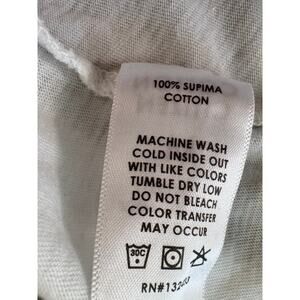 100% SUPIMA
COTTON
MACHINE WASH
COLD INSIDE OUT
WITH LIKE COLORS
TUMBLE DRY LOW
DO NOT BLEACH
COLOR TRANSFER
MAY OCCUR
30C